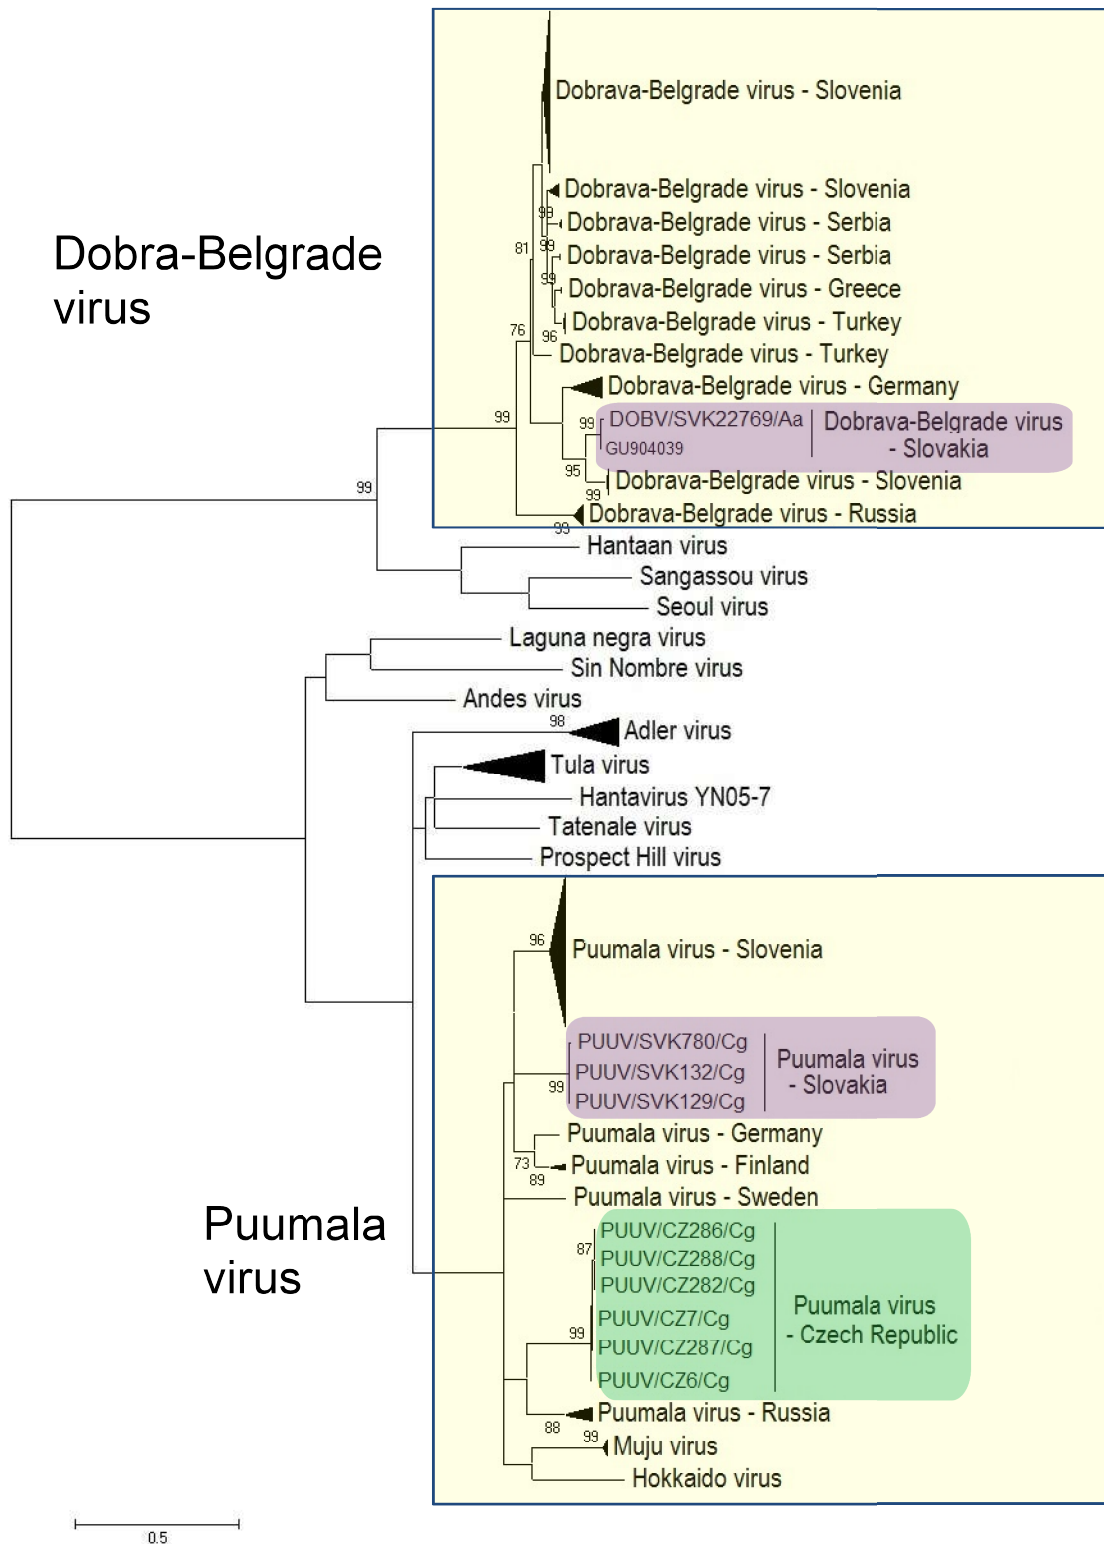 Dobra-Belgrade
virus
Dobrava-Belgrade virus - Slovenia
Dobrava-Belgrade virus - Slovenia
99
Dobrava-Belgrade virus - Serbia
81
99
Dobrava-Belgrade virus - Serbia
99
Dobrava-Belgrade virus - Greece
Dobrava-Belgrade virus - Turkey
76
96
Dobrava-Belgrade virus - Turkey
Dobrava-Belgrade virus - Germany
99
99
DOBV/SVK22769/Aa
GU904039
Dobrava-Belgrade virus
- Slovakia
95
Dobrava-Belgrade virus - Slovenia
99
99
Dobrava-Belgrade virus - Russia
99
Hantaan virus
Sangassou virus
Seoul virus
Laguna negra virus
Sin Nombre virus
Andes virus
98
Adler virus
Tula virus
Hantavirus YN05-7
Tatenale virus
Prospect Hill virus
96
Puumala virus - Slovenia
PUUV/SVK780/Cg
PUUV/SVK132/Cg
PUUV/SVK129/Cg
99
Puumala virus
- Slovakia
Puumala virus - Germany
73
Puumala virus - Finland
89
Puumala virus - Sweden
Puumala
virus
PUUV/CZ286/Cg
87
PUUV/CZ288/Cg
PUUV/CZ282/Cg
PUUV/CZ7/Cg
99
PUUV/CZ287/Cg
PUUV/CZ6/Cg
Puumala virus
- Czech Republic
Puumala virus - Russia
88
99
Muju virus
Hokkaido virus
0.5